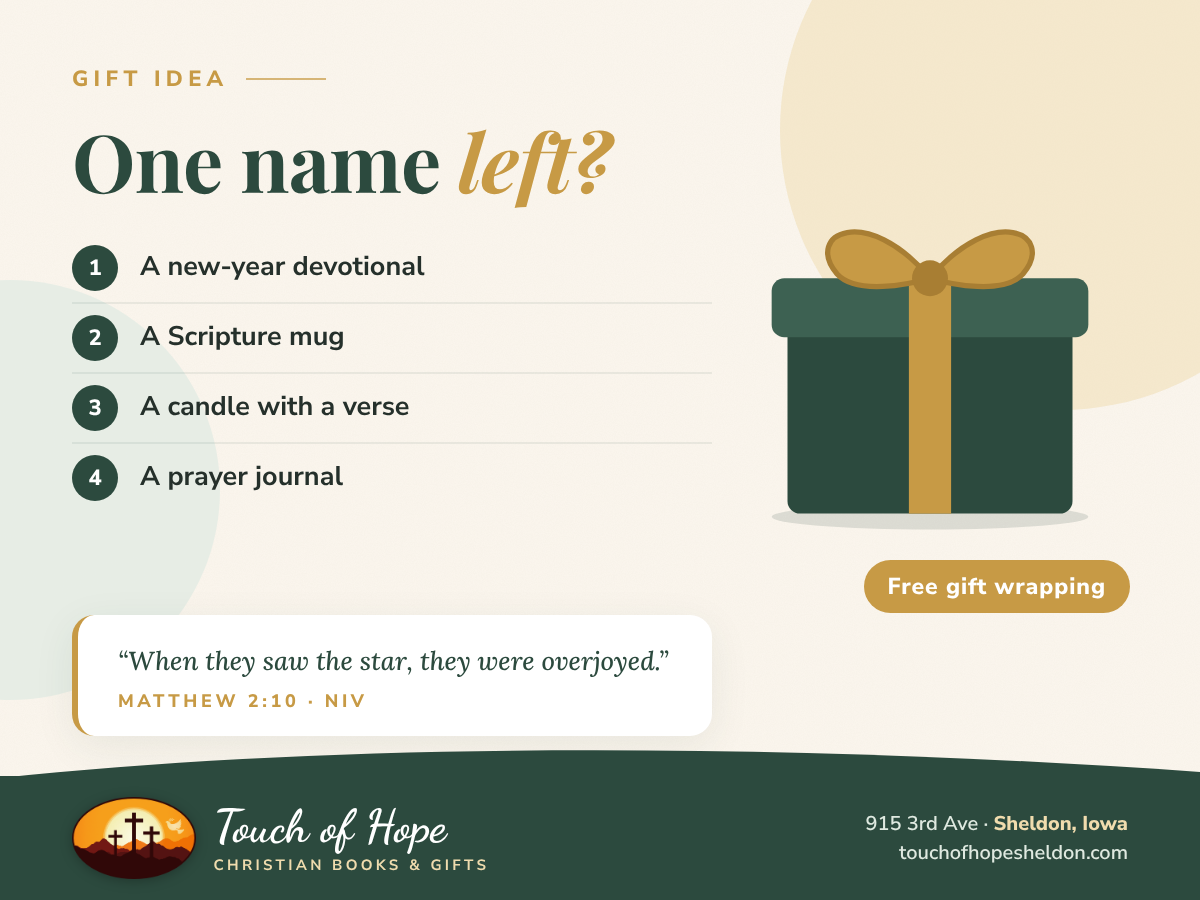 GIFT IDEA
One name left?
1 A new-year devotional
2 A Scripture mug
3 A candle with a verse
4 A prayer journal
Free gift wrapping
“When they saw the star, they were overjoyed.”
MATTHEW 2:10 · NIV
Touch of Hope
CHRISTIAN BOOKS & GIFTS
915 3rd Ave · Sheldon, Iowa
touchofhopesheldon.com